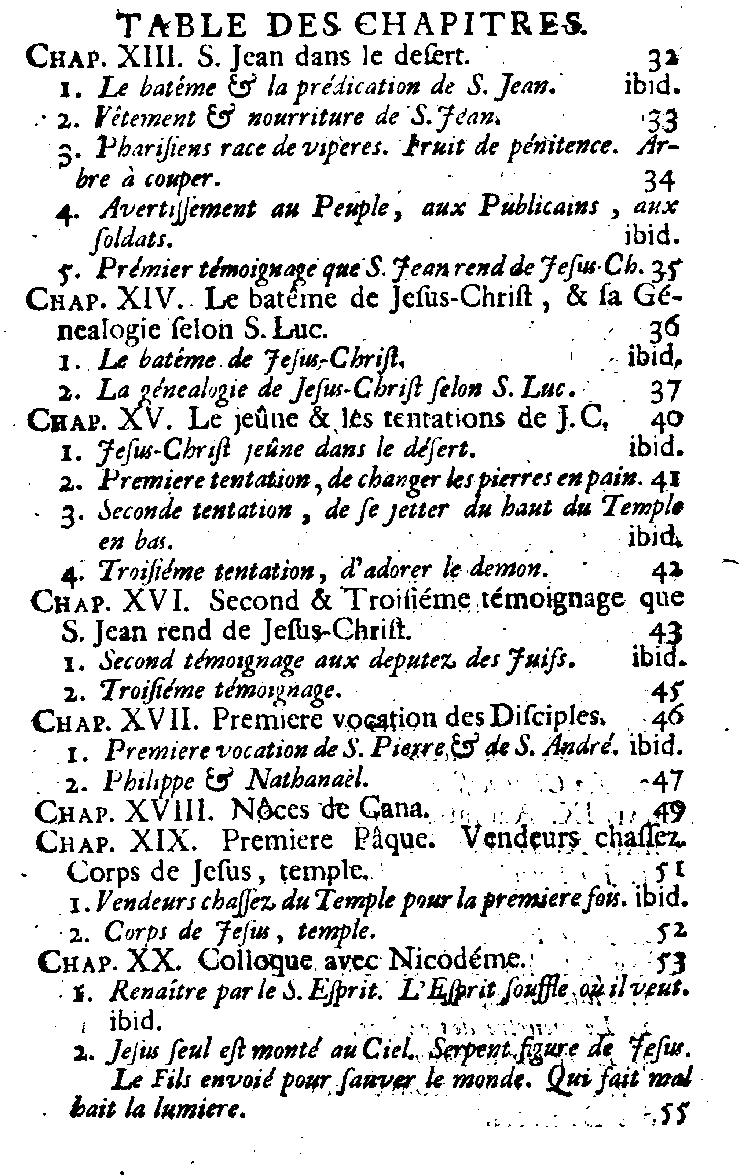 TABLE DES CHAPITRES.
CHAP. XIII. S. Jean dans le deſert. 32
1. Le batême & la prédication de S. Jean. ibid.
2. Vêtement & nourriture de S. Jean. 33
3. Phariſiens race de viperes. Fruit de pénitence. Ar-
bre à couper. 34
4. Avertiſſement au Peuple, aux Publicains, aux
ſoldats. ibid.
5. Prémier témoignage que S. Jean rend de Jeſus-Ch. 35
CHAP. XIV. Le batême de Jeſus-Chriſt, & ſa Gé-
nealogie ſelon S. Luc. 36
1. Le batême de Jeſus-Chriſt. ibid.
2. La génealogie de Jeſus-Chriſt ſelon S. Luc. 37
CHAP. XV. Le jeûne & les tentations de J. C. 40
1. Jeſus-Chriſt jeûne dans le déſert. ibid.
2. Premiere tentation, de changer les pierres en pain. 41
3. Seconde tentation, de ſe jetter du haut du Temple
en bas. ibid.
4. Troiſiéme tentation, d'adorer le demon. 42
CHAP. XVI. Second & Troiſiéme témoignage que
S. Jean rend de Jeſus-Chriſt. 43
1. Second témoignage aux deputez des Juifs. ibid.
2. Troiſiéme témoignage. 45
CHAP. XVII. Premiere vocation des Diſciples. 46
1. Premiere vocation de S. Pierre & de S. André. ibid.
2. Philippe & Nathanaël. 47
CHAP. XVIII. Nôces de Cana. 49
CHAP. XIX. Premiere Pâque. Vendeurs chaſſez.
Corps de Jeſus, temple. 51
1. Vendeurs chaſſez du Temple pour la premiere fois. ibid.
2. Corps de Jeſus, temple. 52
CHAP. XX. Colloque avec Nicodéme. 53
1. Renaître par le S. Eſprit. L'Eſprit ſouffle où il veut.
ibid.
2. Jeſus ſeul eſt monté au Ciel. Serpent figure de Jeſus.
Le Fils envoié pour ſauver le monde. Qui fait mal
hait la lumiere. 55